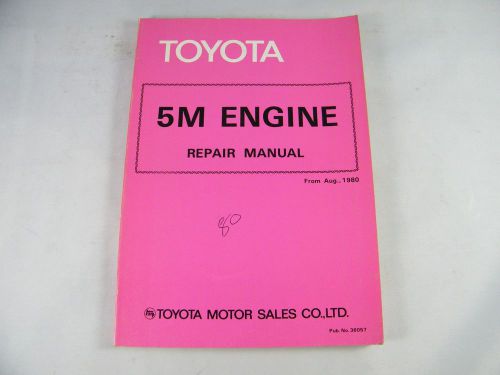 TOYOTA
5M ENGINE
REPAIR MANUAL
From Aug., 1980
80
TOYOTA MOTOR SALES CO.,LTD.
Pub. No. 36057